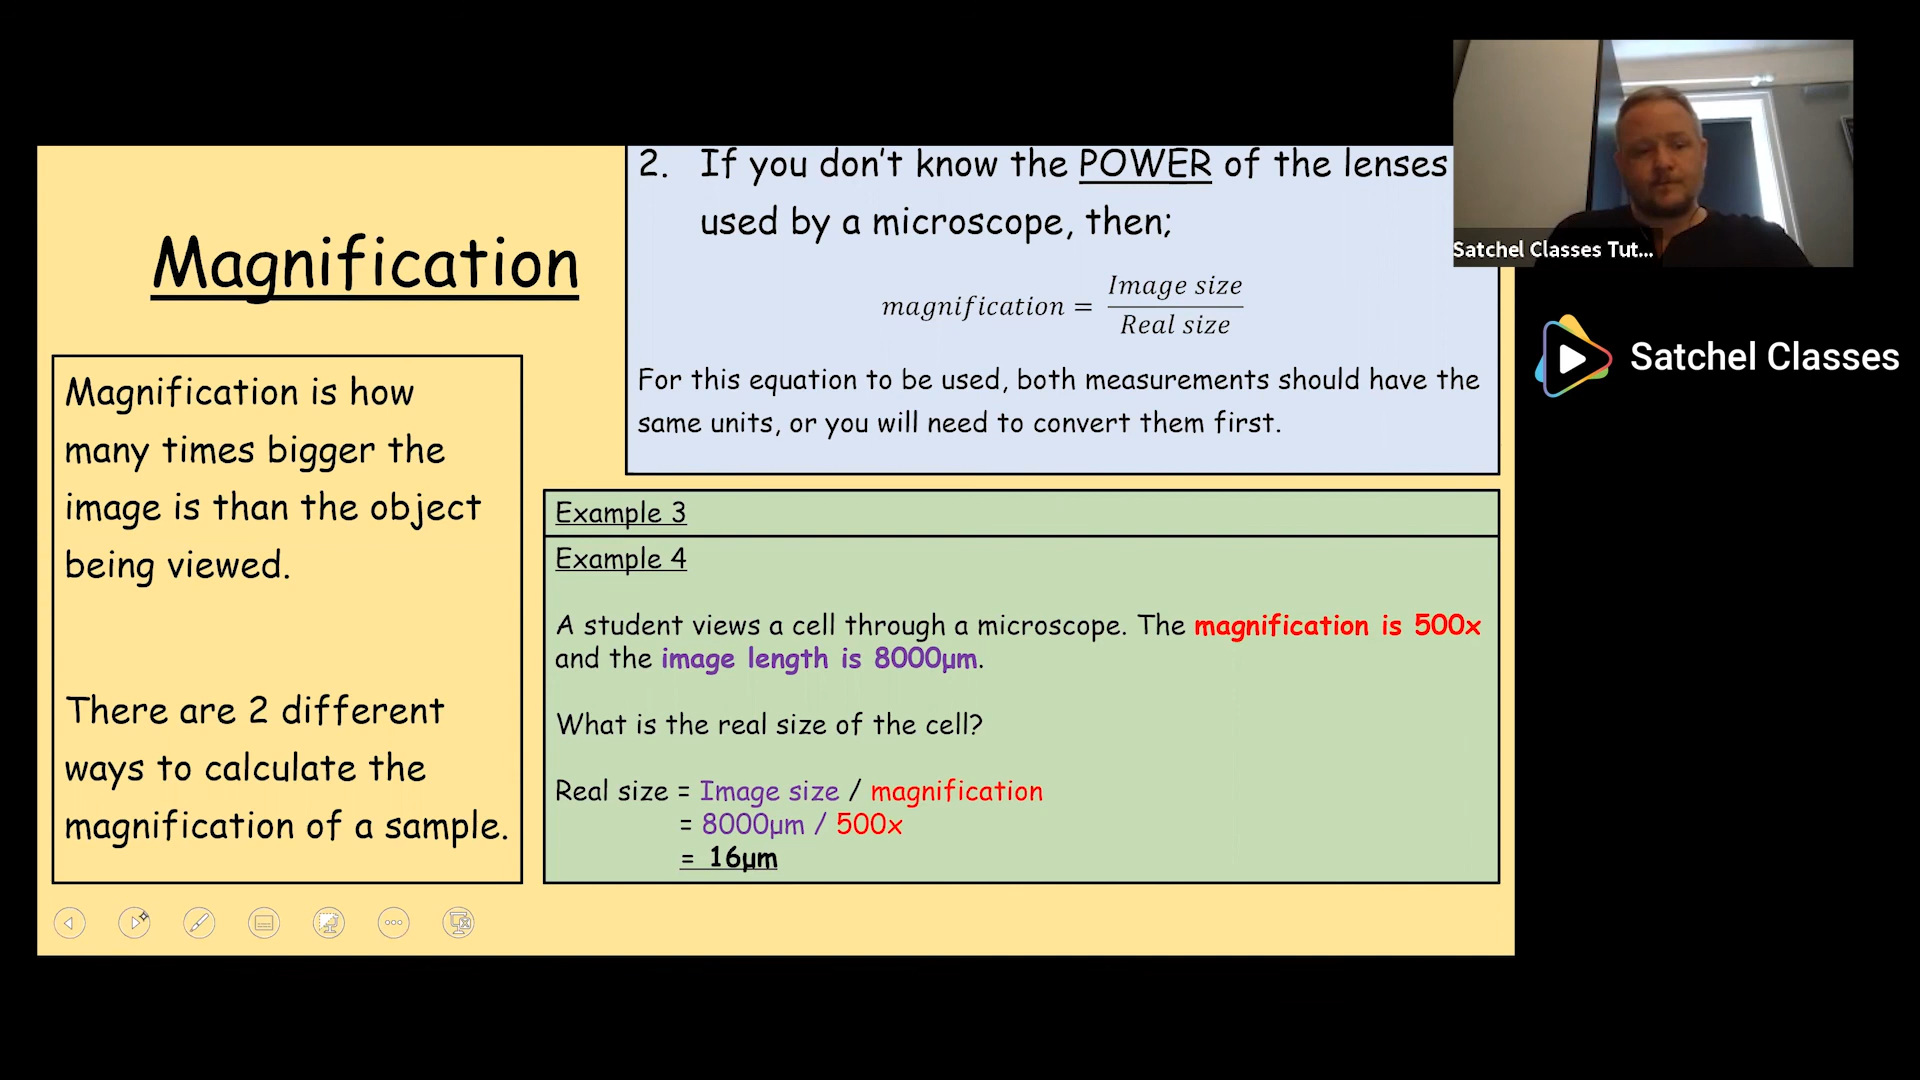 Magnification
Magnification is how
many times bigger the
image is than the object
being viewed.
There are 2 different
ways to calculate the
magnification of a sample.
2. If you don't know the POWER of the lenses
used by a microscope, then;
magnification = Image size / Real size
For this equation to be used, both measurements should have the
same units, or you will need to convert them first.
Example 3
Example 4
A student views a cell through a microscope. The magnification is 500x
and the image length is 8000µm.
What is the real size of the cell?
Real size = Image size / magnification
= 8000µm / 500x
= 16µm
Satchel Classes Tut...
Satchel Classes